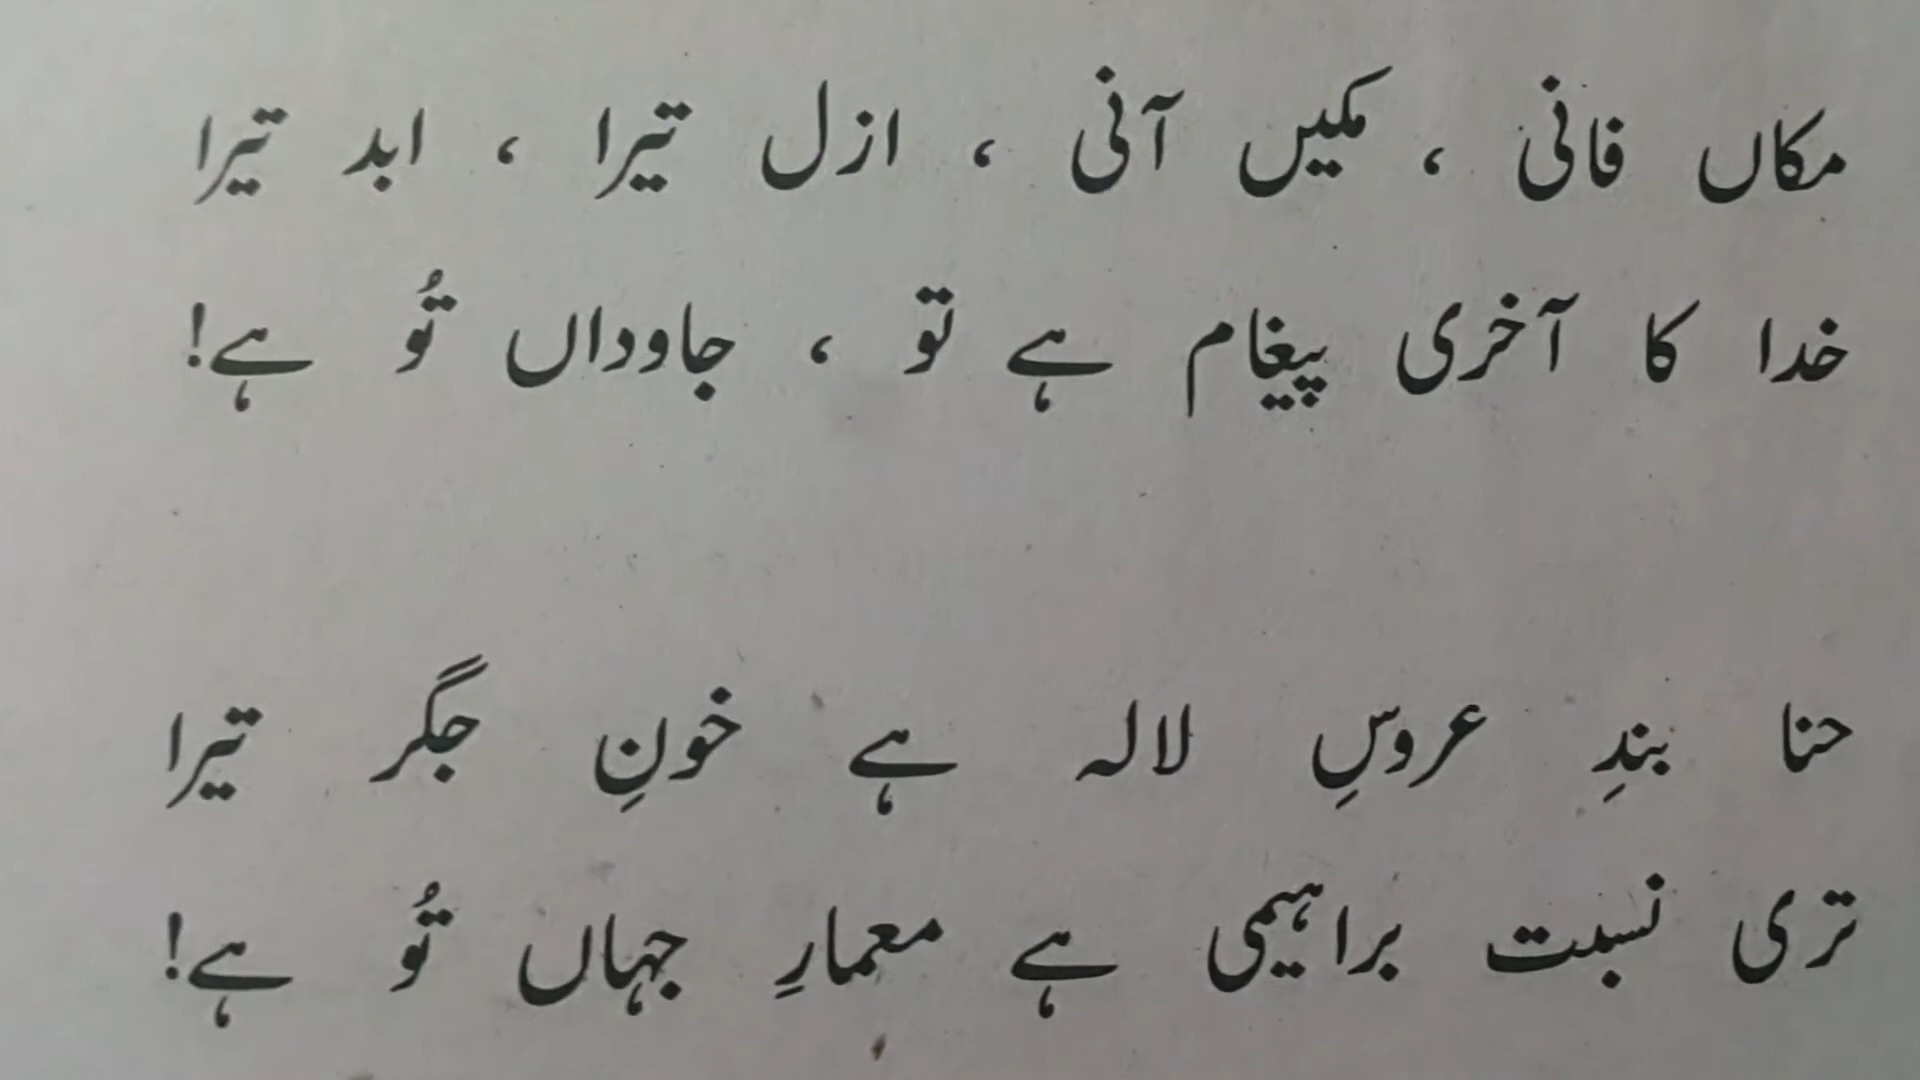 مکاں فانی ، مکیں آنی ، ازل تیرا ، ابد تیرا
خدا کا آخری پیغام ہے تو ، جاوداں تُو ہے!
حنا بندِ عروسِ لالہ ہے خونِ جگر تیرا
تری نسبت براہیمی ہے معمارِ جہاں تُو ہے!